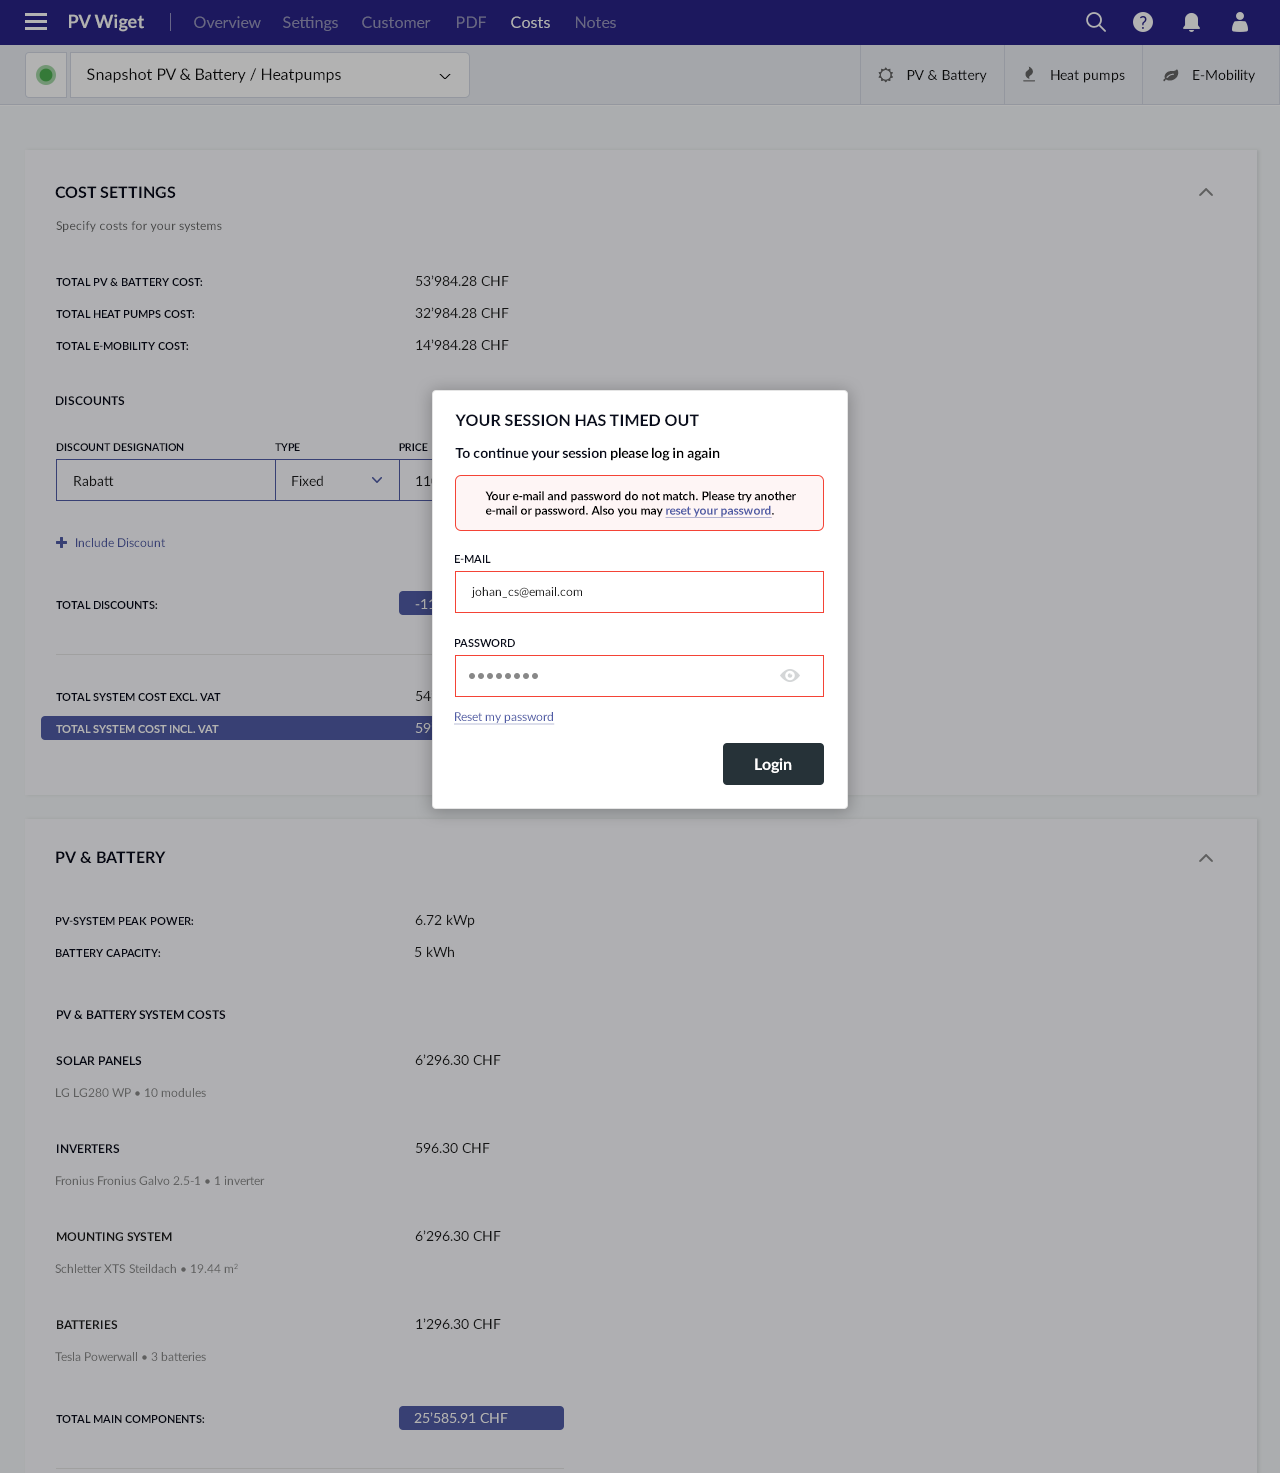 PV Wiget
Overview
Settings
Customer
PDF
Costs
Notes
Snapshot PV & Battery / Heatpumps
PV & Battery
Heat pumps
E-Mobility
COST SETTINGS
Specify costs for your systems
TOTAL PV & BATTERY COST: 53'984.28 CHF
TOTAL HEAT PUMPS COST: 32'984.28 CHF
TOTAL E-MOBILITY COST: 14'984.28 CHF
DISCOUNTS
DISCOUNT DESIGNATION TYPE PRICE
Rabatt Fixed
Include Discount
TOTAL DISCOUNTS:
TOTAL SYSTEM COST EXCL. VAT 54
TOTAL SYSTEM COST INCL. VAT 59
YOUR SESSION HAS TIMED OUT
To continue your session please log in again
Your e-mail and password do not match. Please try another
e-mail or password. Also you may reset your password.
E-MAIL
johan_cs@email.com
PASSWORD
Reset my password
Login
PV & BATTERY
PV-SYSTEM PEAK POWER: 6.72 kWp
BATTERY CAPACITY: 5 kWh
PV & BATTERY SYSTEM COSTS
SOLAR PANELS 6'296.30 CHF
LG LG280 WP • 10 modules
INVERTERS 596.30 CHF
Fronius Fronius Galvo 2.5-1 • 1 inverter
MOUNTING SYSTEM 6'296.30 CHF
Schletter XTS Steildach • 19.44 m²
BATTERIES 1'296.30 CHF
Tesla Powerwall • 3 batteries
TOTAL MAIN COMPONENTS: 25'585.91 CHF